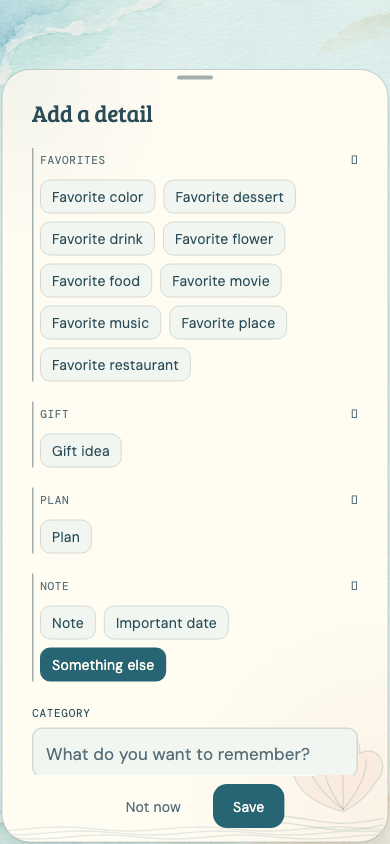 Add a detail
FAVORITES
Favorite color Favorite dessert
Favorite drink Favorite flower
Favorite food Favorite movie
Favorite music Favorite place
Favorite restaurant
GIFT
Gift idea
PLAN
Plan
NOTE
Note Important date
Something else
CATEGORY
What do you want to remember?
Not now Save